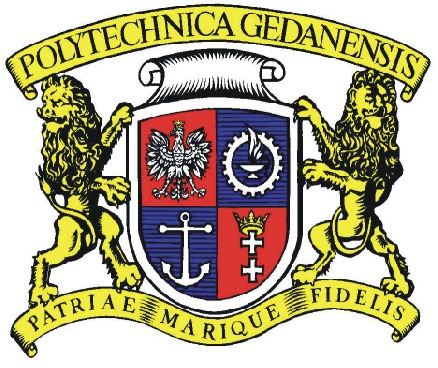 POLYTECHNICA GEDANENSIS
PATRIAE MARIQUE FIDELIS